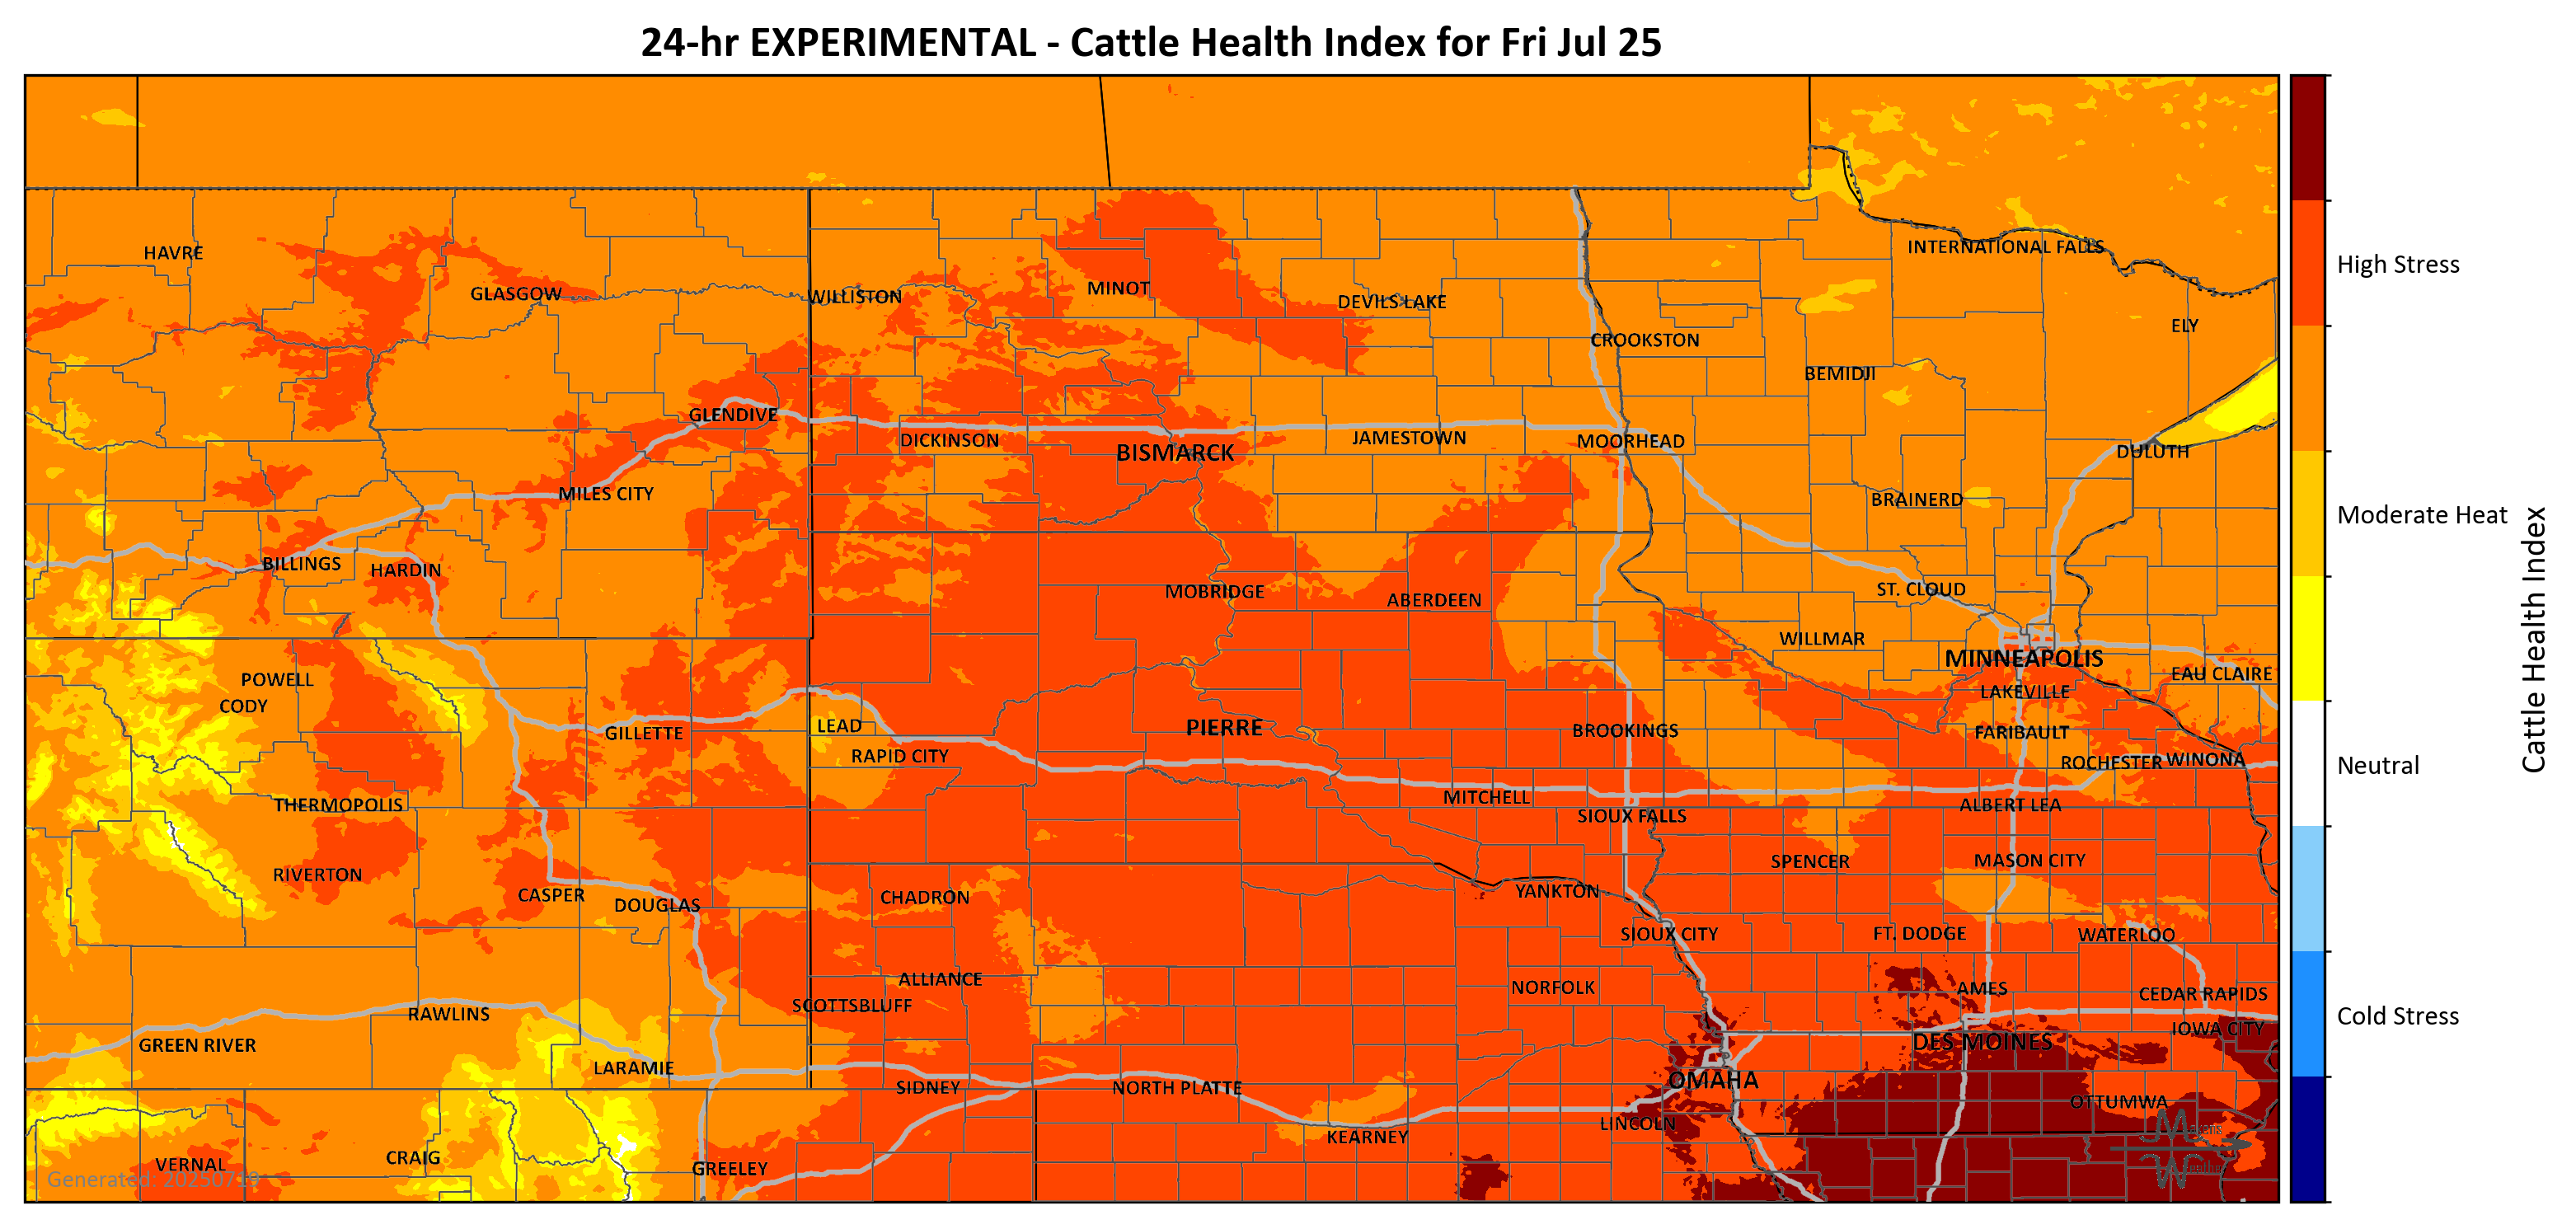 24-hr EXPERIMENTAL - Cattle Health Index for Fri Jul 25
HAVRE
GLASGOW
WILLISTON
MINOT
DEVILS LAKE
INTERNATIONAL FALLS
ELY
CROOKSTON
BEMIDJI
GLENDIVE
DICKINSON
BISMARCK
JAMESTOWN
MOORHEAD
DULUTH
MILES CITY
BRAINERD
BILLINGS
HARDIN
MOBRIDGE
ABERDEEN
ST. CLOUD
WILLMAR
MINNEAPOLIS
EAU CLAIRE
POWELL
CODY
LAKEVILLE
GILLETTE
LEAD
RAPID CITY
PIERRE
BROOKINGS
FARIBAULT
ROCHESTER
WINONA
THERMOPOLIS
MITCHELL
SIOUX FALLS
ALBERT LEA
RIVERTON
CASPER
DOUGLAS
CHADRON
YANKTON
SPENCER
MASON CITY
SIOUX CITY
FT. DODGE
WATERLOO
ALLIANCE
SCOTTSBLUFF
NORFOLK
AMES
CEDAR RAPIDS
RAWLINS
GREEN RIVER
LARAMIE
IOWA CITY
DES MOINES
SIDNEY
NORTH PLATTE
OMAHA
OTTUMWA
KEARNEY
LINCOLN
VERNAL
CRAIG
GREELEY
High Stress
Moderate Heat
Neutral
Cold Stress
Cattle Health Index